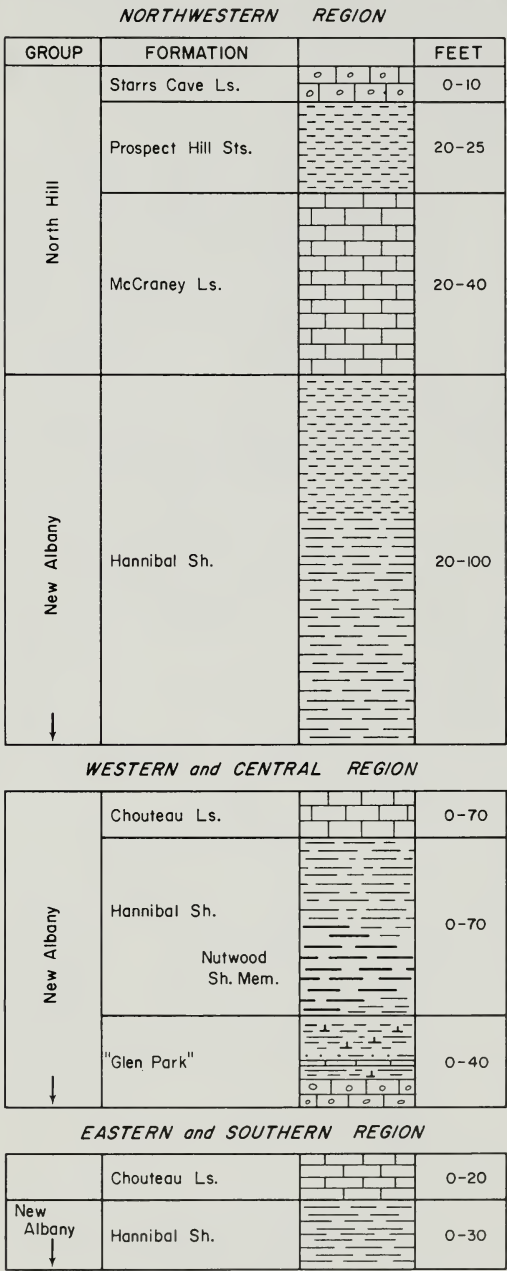 NORTHWESTERN REGION
GROUP FORMATION FEET
North Hill
Starrs Cave Ls. 0-10
Prospect Hill Sts. 20-25
McCraney Ls. 20-40
New Albany
Hannibal Sh. 20-100
WESTERN and CENTRAL REGION
New Albany
Chouteau Ls. 0-70
Hannibal Sh. 0-70
Nutwood
Sh. Mem.
"Glen Park" 0-40
EASTERN and SOUTHERN REGION
Chouteau Ls. 0-20
New
Albany
Hannibal Sh. 0-30